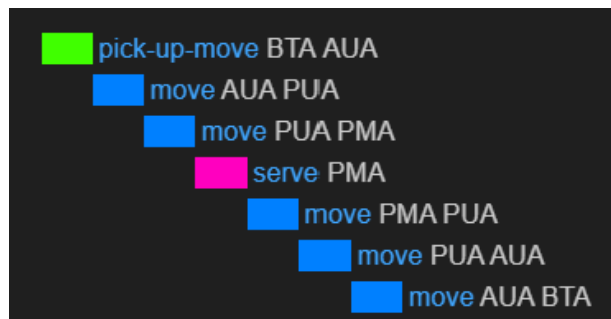 pick-up-move BTA AUA
move AUA PUA
move PUA PMA
serve PMA
move PMA PUA
move PUA AUA
move AUA BTA